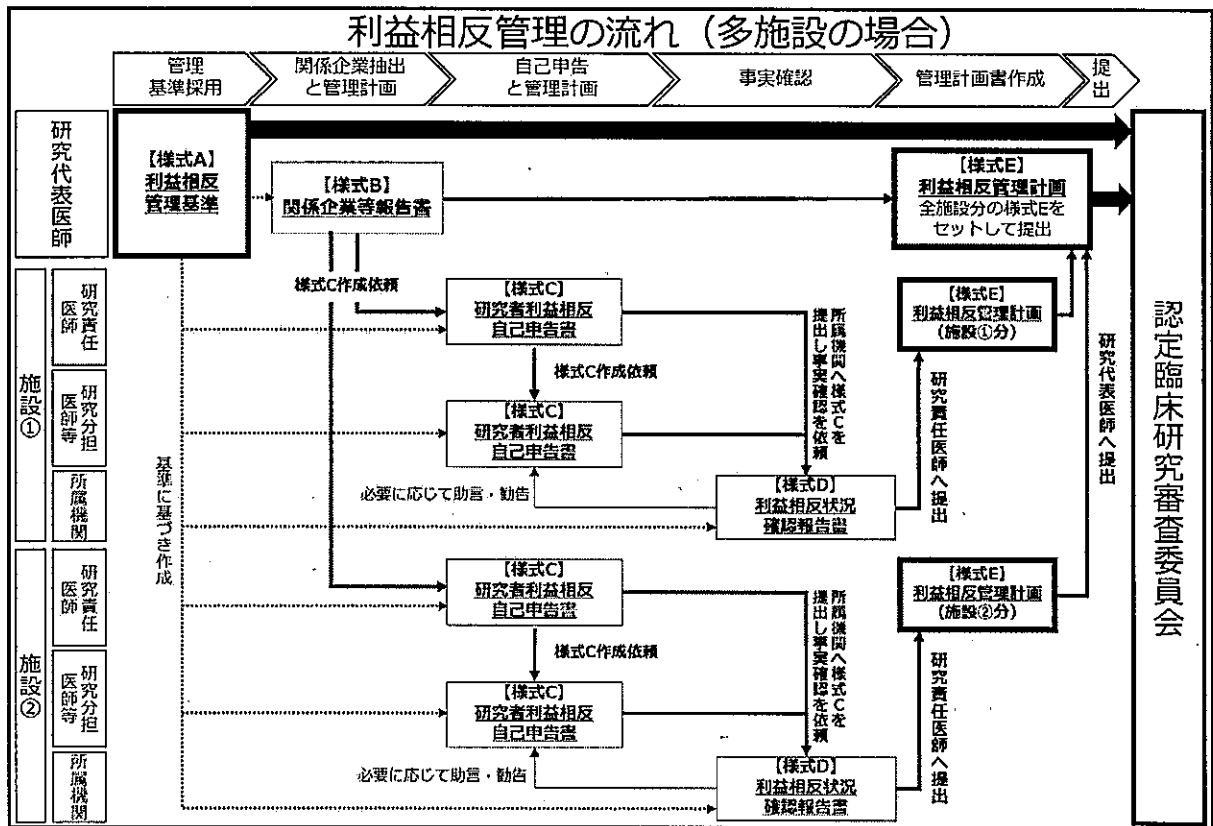 利益相反管理の流れ（多施設の場合）
管理
基準採用
関係企業抽出
と管理計画
自己申告
と管理計画
事実確認
管理計画書作成
提出
研究代表医師
【様式A】
利益相反
管理基準
【様式B】
関係企業等報告書
【様式E】
利益相反管理計画
全施設分の様式Eを
セットして提出
認定臨床研究審査委員会
様式C作成依頼
施設①
研究責任
医師
【様式C】
研究者利益相反
自己申告書
所属機関へ様式Cを
提出し事実確認を依頼
【様式E】
利益相反管理計画
(施設①分)
様式C作成依頼
研究分担
医師等
【様式C】
研究者利益相反
自己申告書
研究責任医師へ提出
研究代表医師へ提出
基準に基づき作成
所属機関
必要に応じて助言・勧告
【様式D】
利益相反状況
確認報告書
施設②
研究責任
医師
【様式C】
研究者利益相反
自己申告書
所属機関へ様式Cを
提出し事実確認を依頼
【様式E】
利益相反管理計画
(施設②分)
様式C作成依頼
研究分担
医師等
【様式C】
研究者利益相反
自己申告書
研究責任医師へ提出
所属機関
必要に応じて助言・勧告
【様式D】
利益相反状況
確認報告書